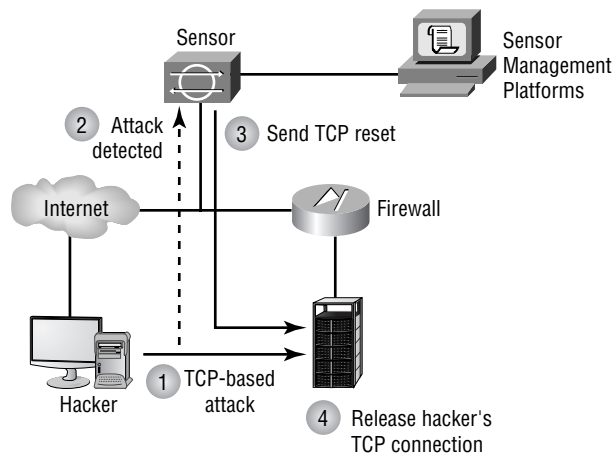 Sensor
Sensor
Management
Platforms
2 Attack
detected
3 Send TCP reset
Internet
Firewall
Hacker
1 TCP-based
attack
4 Release hacker's
TCP connection